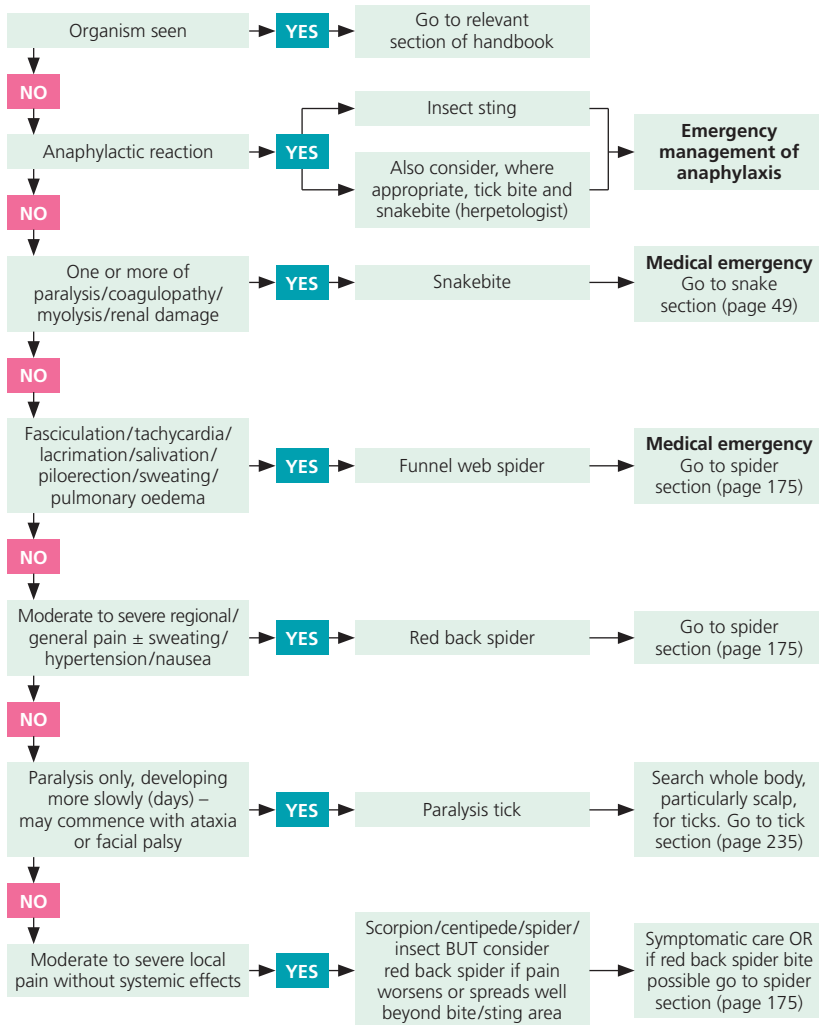 Organism seen
YES
Go to relevant
section of handbook
NO
Anaphylactic reaction
YES
Insect sting
Also consider, where
appropriate, tick bite and
snakebite (herpetologist)
Emergency
management of
anaphylaxis
NO
One or more of
paralysis/coagulopathy/
myolysis/renal damage
YES
Snakebite
Medical emergency
Go to snake
section (page 49)
NO
Fasciculation/tachycardia/
lacrimation/salivation/
piloerection/sweating/
pulmonary oedema
YES
Funnel web spider
Medical emergency
Go to spider
section (page 175)
NO
Moderate to severe regional/
general pain ± sweating/
hypertension/nausea
YES
Red back spider
Go to spider
section (page 175)
NO
Paralysis only, developing
more slowly (days) –
may commence with ataxia
or facial palsy
YES
Paralysis tick
Search whole body,
particularly scalp,
for ticks. Go to tick
section (page 235)
NO
Moderate to severe local
pain without systemic effects
YES
Scorpion/centipede/spider/
insect BUT consider
red back spider if pain
worsens or spreads well
beyond bite/sting area
Symptomatic care OR
if red back spider bite
possible go to spider
section (page 175)